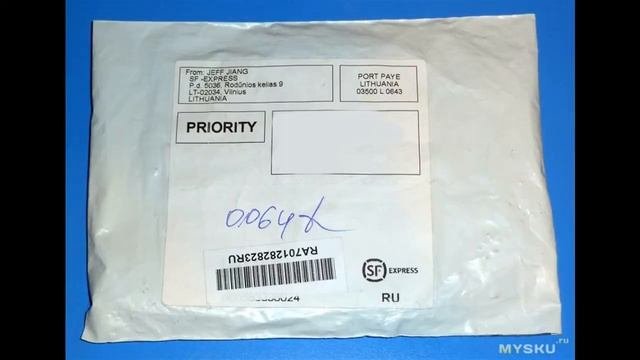 From: JEFF JIANG
SF -EXPRESS
P.d. 5036, Rodūnios kelias 9
LT-02034, Vilnius
LITHUANIA
PORT PAYE
LITHUANIA
03500 L 0643
PRIORITY
0.064
RA701282823RU
SF EXPRESS
RU
MYSKU.ru